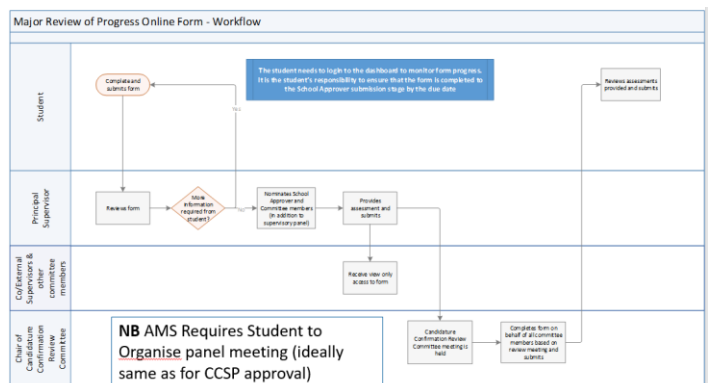 Major Review of Progress Online Form - Workflow
Student
Complete and
submits form
The student needs to login to the dashboard to monitor form progress.
It is the student's responsibility to ensure that the form is completed to
the School Approver submission stage by the due date
Reviews assessments
provided and submits
Yes
Principal
Supervisor
Reviews form
More
information
required from
student?
Nominates School
Approver and
Committee members
(in addition to
supervisory panel)
Provides
assessment and
submits
Co/External
Supervisors &
other
committee
members
Receive view only
access to form
Chair of
Candidature
Confirmation
Review
Committee
NB AMS Requires Student to
Organise panel meeting (ideally
same as for CCSP approval)
Candidature
Confirmation Review
Committee meeting is
held
Completes form on
behalf of all committee
members based on
review meeting and
submits